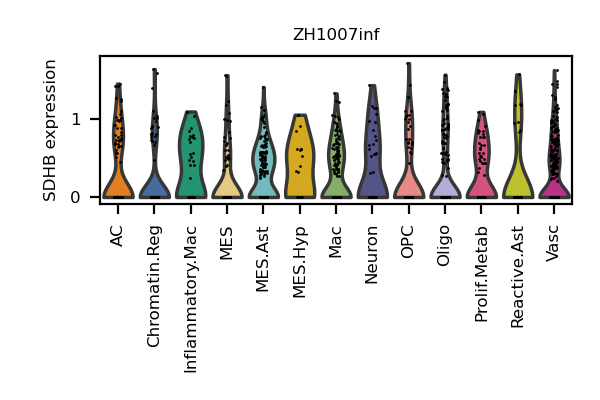 ZH1007inf
SDHB expression
1
0
AC
Chromatin.Reg
Inflammatory.Mac
MES
MES.Ast
MES.Hyp
Mac
Neuron
OPC
Oligo
Prolif.Metab
Reactive.Ast
Vasc